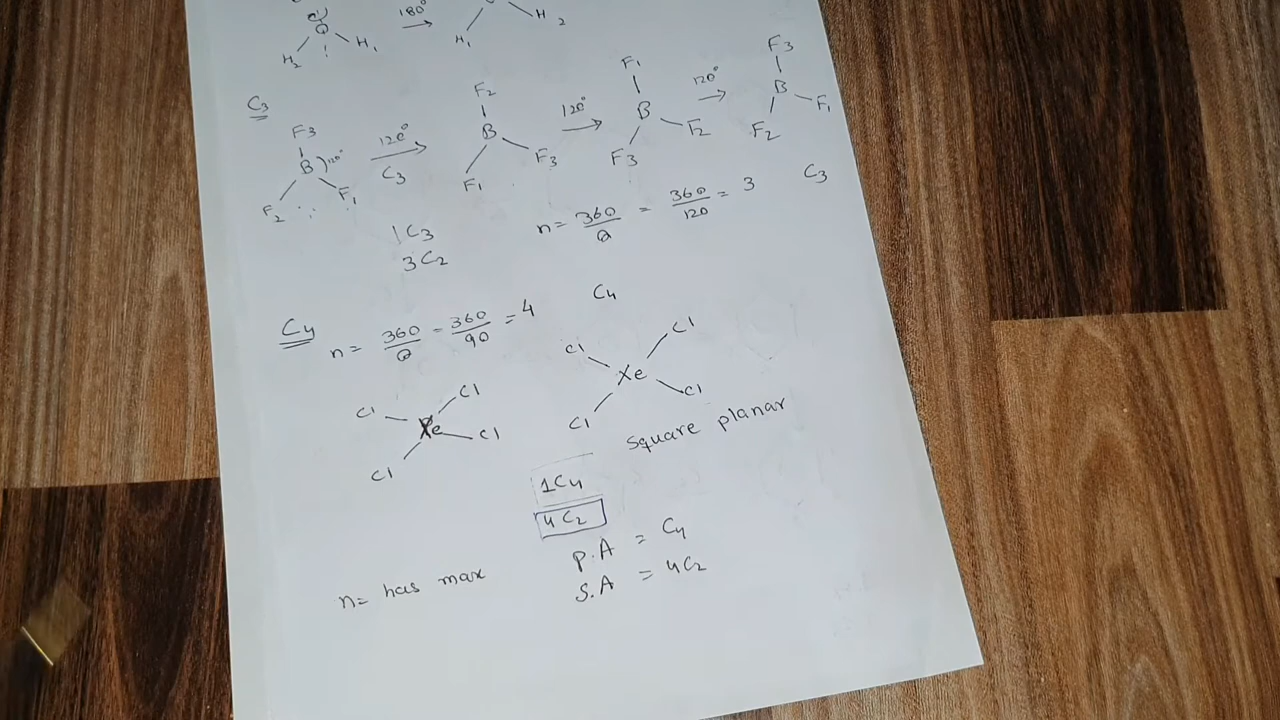 O 180°
H2 H1 H1 H2
C3
F3 B 120° F2 F1
120° C3
F2 B F1 F3
120°
F1 B F3 F2
120°
F3 B F2 F1
1C3
3C2
n = 360/Q = 360/120 = 3 C3
C4
n = 360/Q = 360/90 = 4 C4
Cl Cl Xe Cl Cl
Cl Cl Xe Cl Cl
Square planar
1C4
4C2
P.A = C4
S.A = 4C2
n= has max